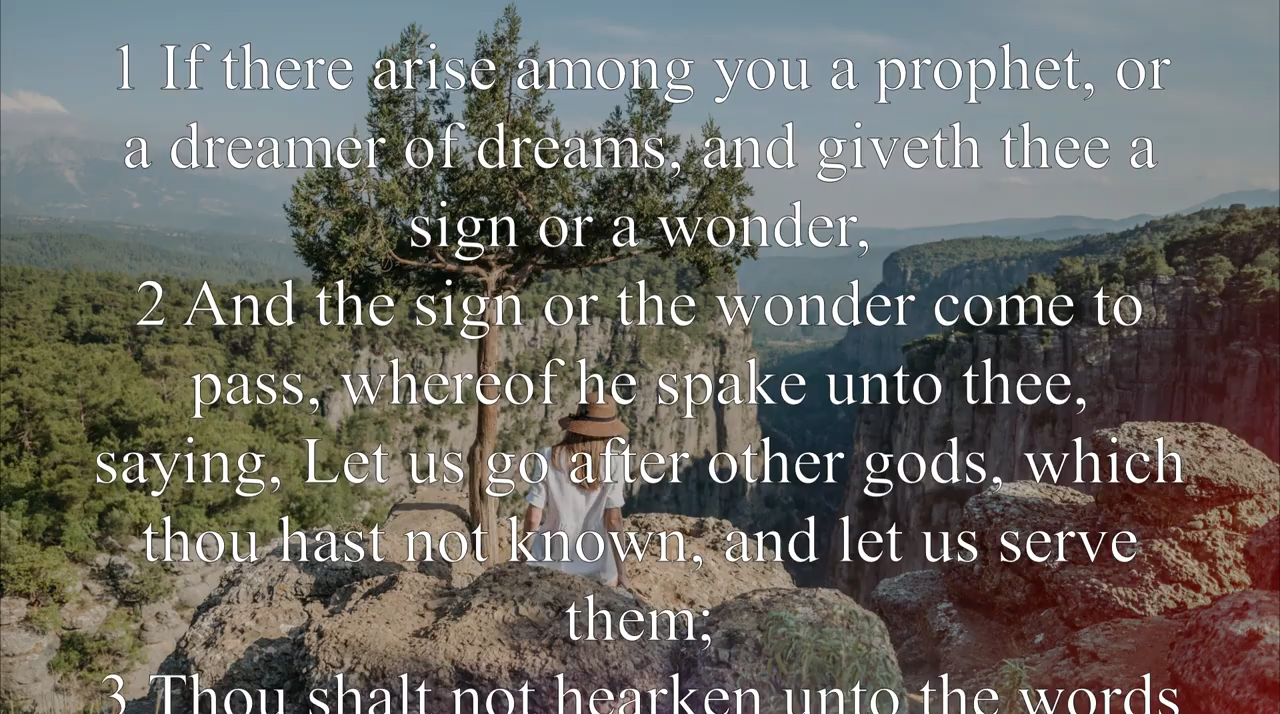 1 If there arise among you a prophet, or
a dreamer of dreams, and giveth thee a
sign or a wonder,
2 And the sign or the wonder come to
pass, whereof he spake unto thee,
saying, Let us go after other gods, which
thou hast not known, and let us serve
them;
3 Thou shalt not hearken unto the words